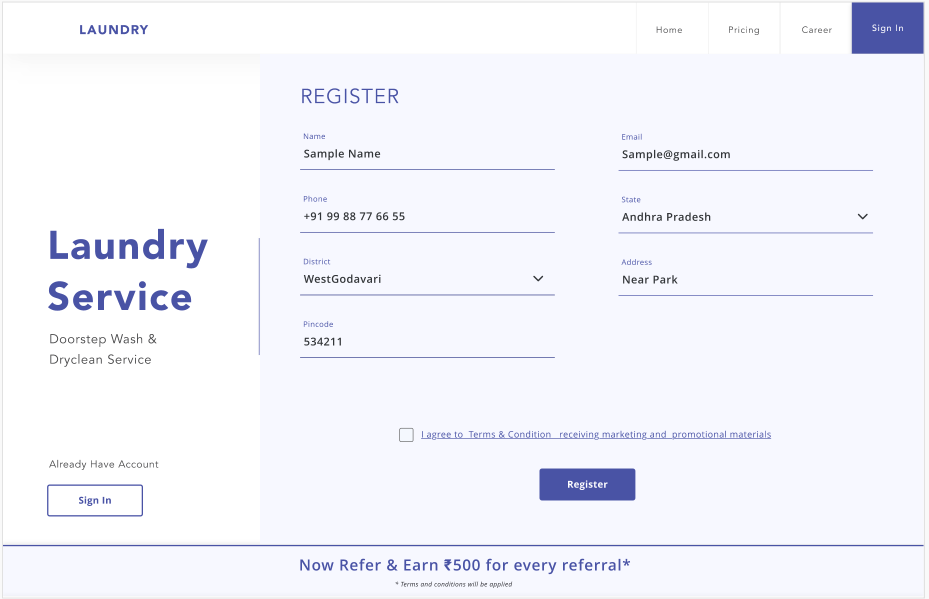 LAUNDRY
Home
Pricing
Career
Sign In
Laundry
Service
Doorstep Wash &
Dryclean Service
Already Have Account
Sign In
REGISTER
Name
Sample Name
Email
Sample@gmail.com
Phone
+91 99 88 77 66 55
State
Andhra Pradesh
District
WestGodavari
Address
Near Park
Pincode
534211
I agree to Terms & Condition receiving marketing and promotional materials
Register
Now Refer & Earn ₹500 for every referral*
* Terms and conditions will be applied